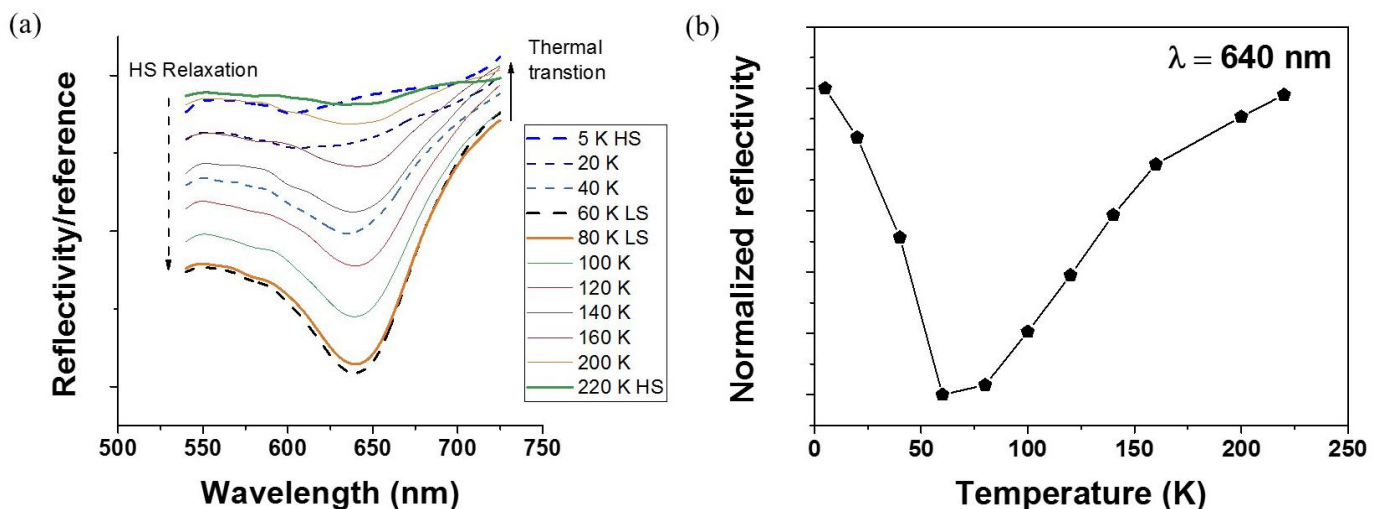 (a)
HS Relaxation
Thermal
transtion
Reflectivity/reference
5 K HS
20 K
40 K
60 K LS
80 K LS
100 K
120 K
140 K
160 K
200 K
220 K HS
500 550 600 650 700 750
Wavelength (nm)
(b)
λ = 640 nm
Normalized reflectivity
0 50 100 150 200 250
Temperature (K)